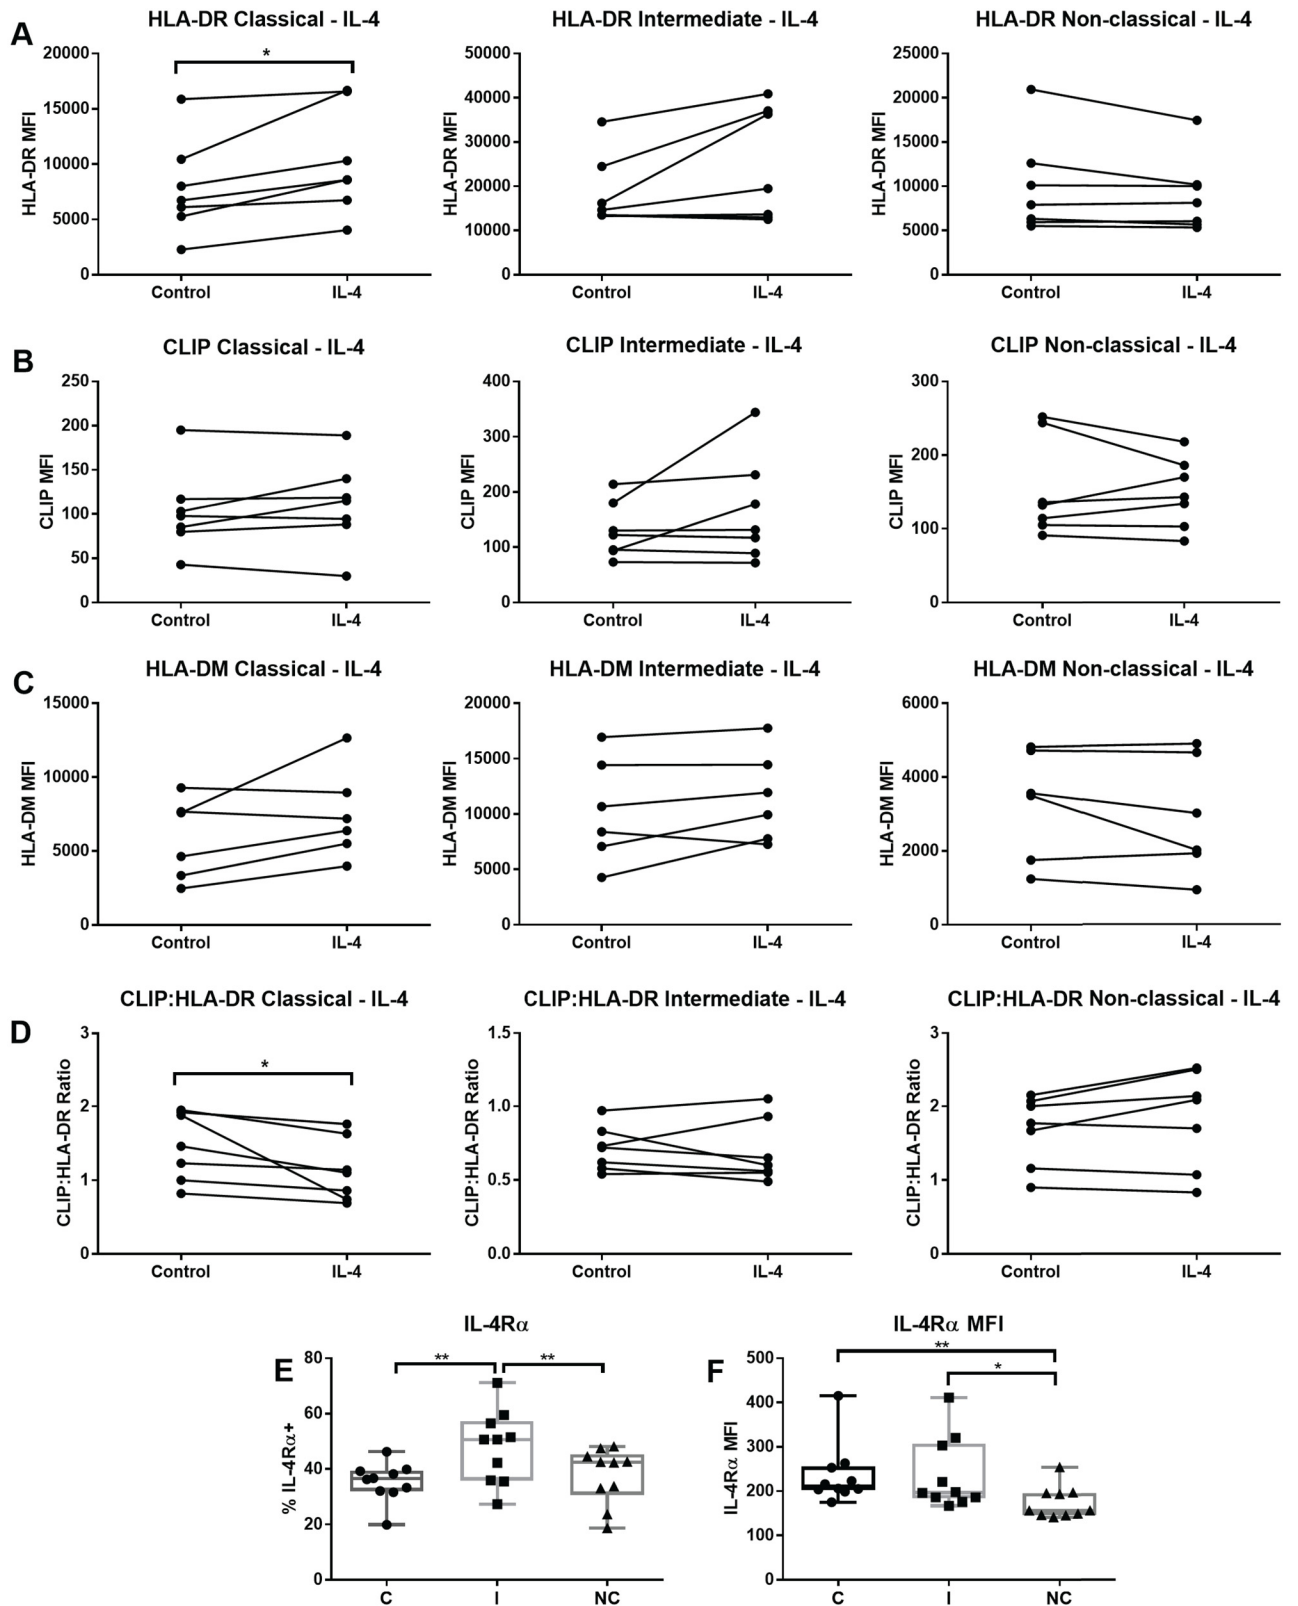 A
HLA-DR Classical - IL-4
HLA-DR MFI
20000
15000
10000
5000
0
*
Control
IL-4
HLA-DR Intermediate - IL-4
HLA-DR MFI
50000
40000
30000
20000
10000
0
Control
IL-4
HLA-DR Non-classical - IL-4
HLA-DR MFI
25000
20000
15000
10000
5000
0
Control
IL-4
B
CLIP Classical - IL-4
CLIP MFI
250
200
150
100
50
0
Control
IL-4
CLIP Intermediate - IL-4
CLIP MFI
400
300
200
100
0
Control
IL-4
CLIP Non-classical - IL-4
CLIP MFI
300
200
100
0
Control
IL-4
C
HLA-DM Classical - IL-4
HLA-DM MFI
15000
10000
5000
0
Control
IL-4
HLA-DM Intermediate - IL-4
HLA-DM MFI
20000
15000
10000
5000
0
Control
IL-4
HLA-DM Non-classical - IL-4
HLA-DM MFI
6000
4000
2000
0
Control
IL-4
D
CLIP:HLA-DR Classical - IL-4
CLIP:HLA-DR Ratio
3
2
1
0
*
Control
IL-4
CLIP:HLA-DR Intermediate - IL-4
CLIP:HLA-DR Ratio
1.5
1.0
0.5
0.0
Control
IL-4
CLIP:HLA-DR Non-classical - IL-4
CLIP:HLA-DR Ratio
3
2
1
0
Control
IL-4
E
IL-4Rα
% IL-4Rα+
80
60
40
20
0
**
**
C
I
NC
F
IL-4Rα MFI
IL-4Rα MFI
500
400
300
200
100
0
**
*
C
I
NC